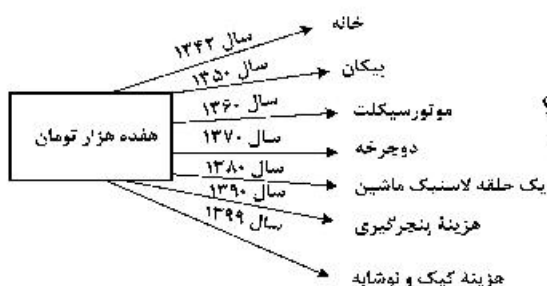 سال ۱۳۴۲ خانه
سال ۱۳۵۰ پیکان
سال ۱۳۶۰ موتورسیکلت
هفده هزار تومان
سال ۱۳۷۰ دوچرخه
سال ۱۳۸۰ یک حلقه لاستیک ماشین
سال ۱۳۹۰ هزینهٔ پنچرگیری
سال ۱۳۹۹ هزینه کیک و نوشابه